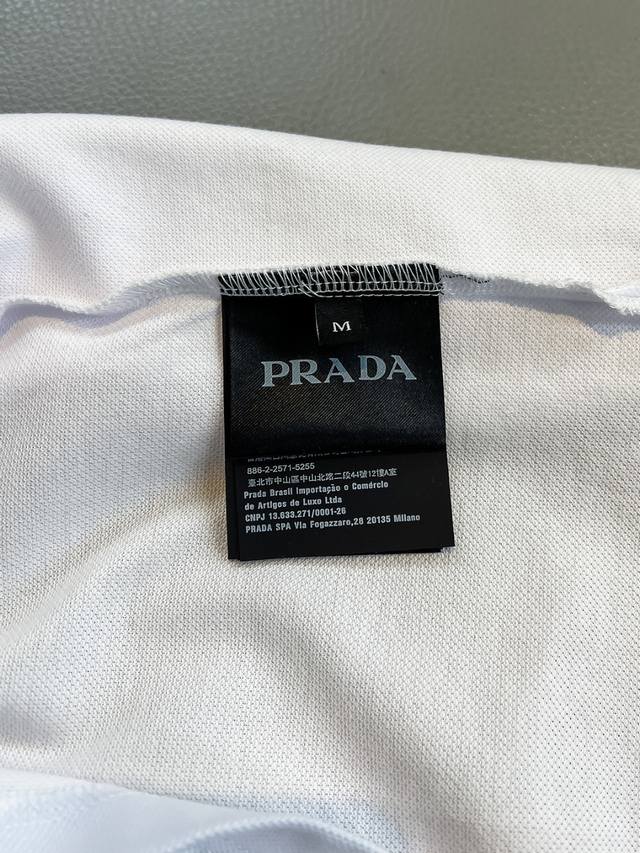 M
PRADA
886-2-2571-5255
臺北市中山區中山北路二段44號12樓A室
Prada Brasil Importação o Comércio
de Artigos de Luxo Ltda
CNPJ 13.633.271/0001-26
PRADA SPA Via Fogazzaro,28 20135 Milano